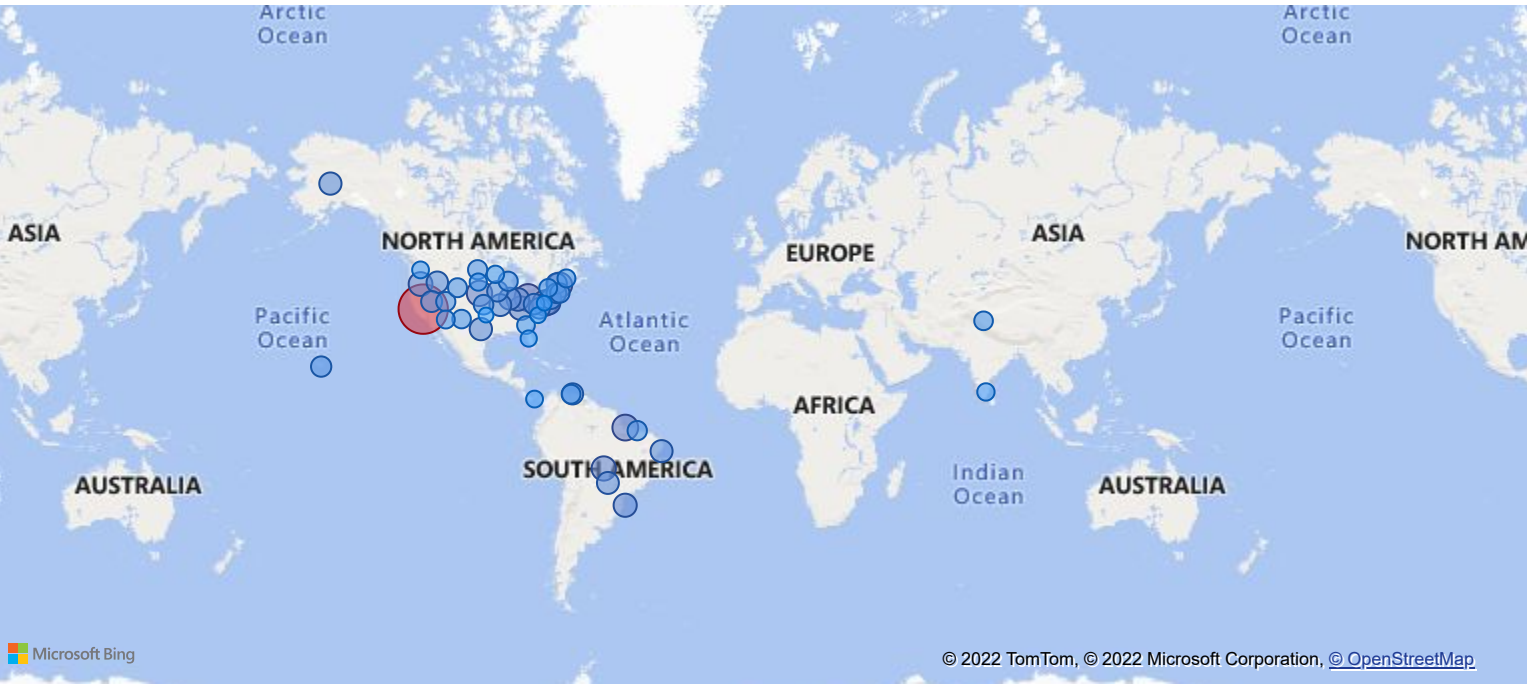 Arctic
Ocean
Arctic
Ocean
ASIA
NORTH AMERICA
EUROPE
ASIA
NORTH AM
Pacific
Ocean
Atlantic
Ocean
Pacific
Ocean
AFRICA
SOUTH AMERICA
AUSTRALIA
Indian
Ocean
AUSTRALIA
Microsoft Bing
© 2022 TomTom, © 2022 Microsoft Corporation, © OpenStreetMap